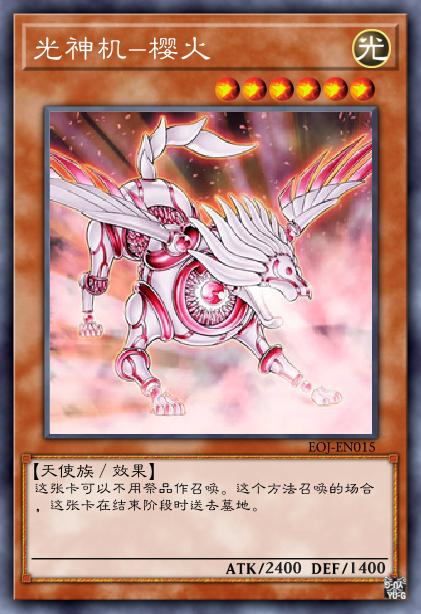 光神机-樱火
光
EOJ-EN015
【天使族／效果】
这张卡可以不用祭品作召唤。这个方法召唤的场合
，这张卡在结束阶段时送去墓地。
ATK/2400 DEF/1400